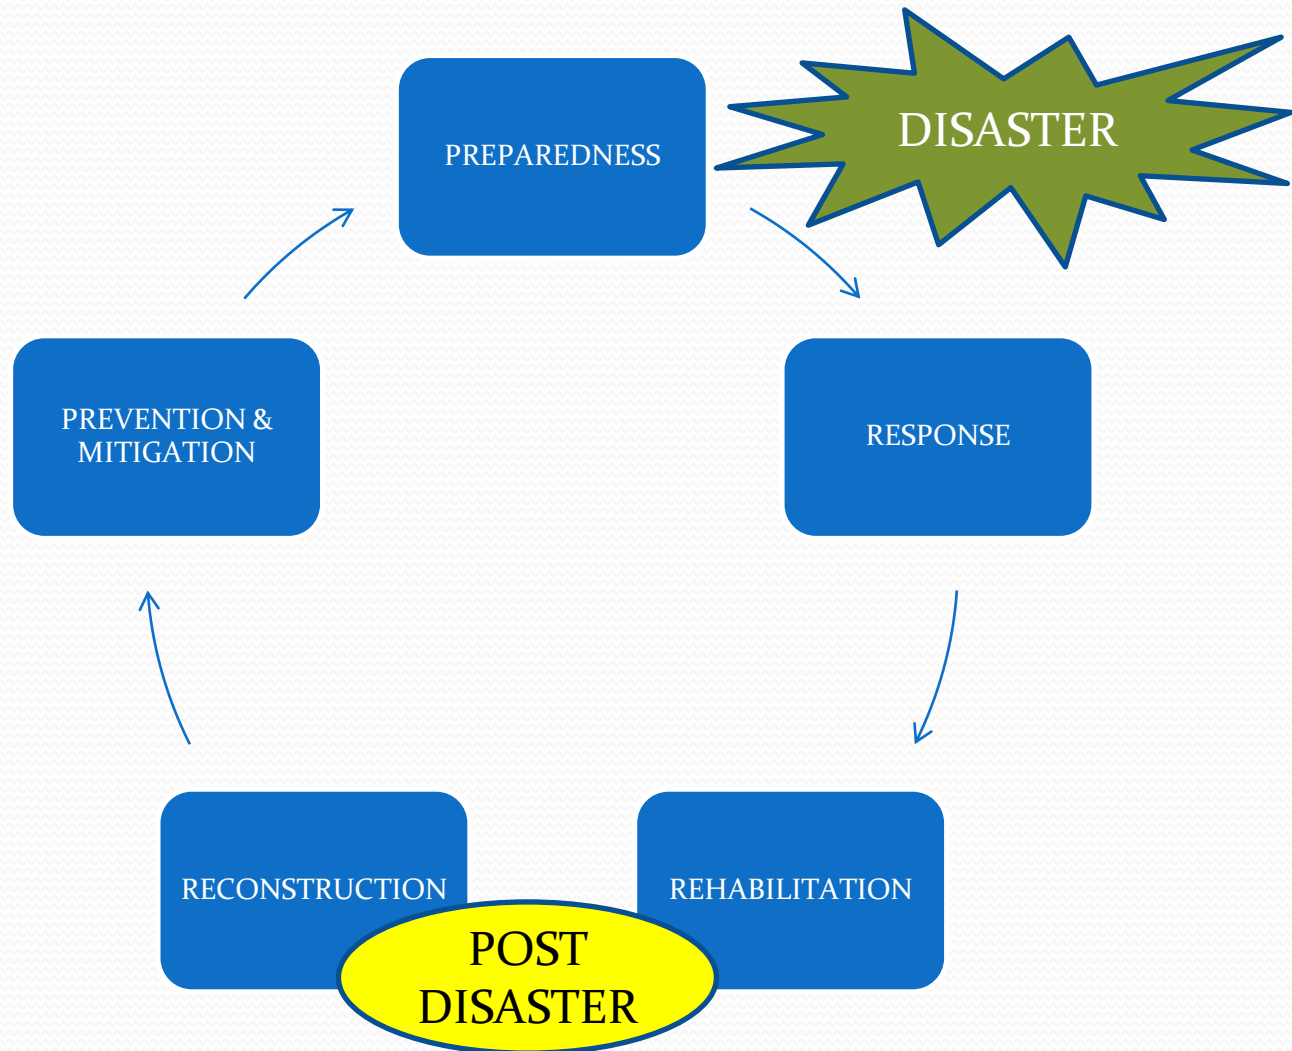 PREPAREDNESS
DISASTER
PREVENTION &
MITIGATION
RESPONSE
RECONSTRUCTION
REHABILITATION
POST
DISASTER